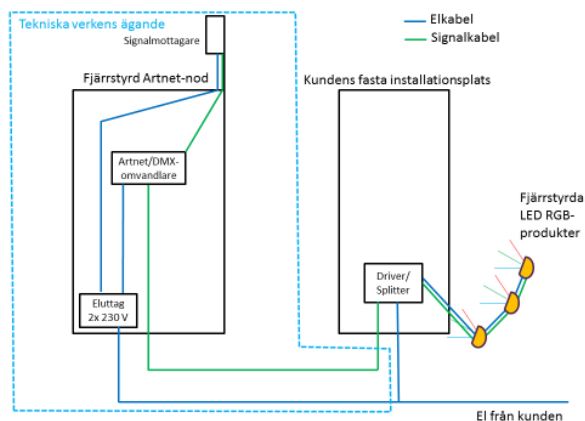 Tekniska verkens ägande
Signalmottagare
Elkabel
Signalkabel
Fjärrstyrd Artnet-nod
Kundens fasta installationsplats
Artnet/DMX-
omvandlare
Fjärrstyrda
LED RGB-
produkter
Driver/
Splitter
Eluttag
2x 230 V
El från kunden